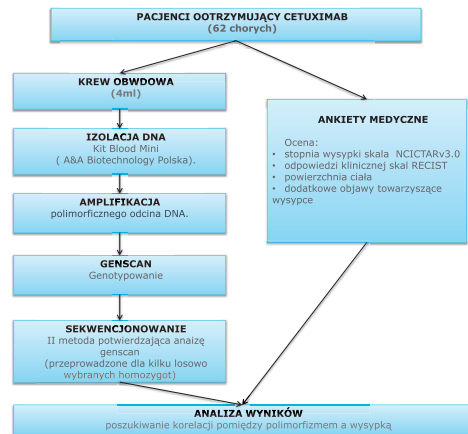 PACJENCI OOTRZYMUJĄCY CETUXIMAB
(62 chorych)
KREW OBWDOWA
(4ml)
IZOLACJA DNA
Kit Blood Mini
( A&A Biotechnology Polska).
AMPLIFIKACJA
polimorficznego odcina DNA.
GENSCAN
Genotypowanie
SEKWENCJONOWANIE
II metoda potwierdzająca anaizę
genscan
(przeprowadzone dla kilku losowo
wybranych homozygot)
ANKIETY MEDYCZNE
Ocena:
• stopnia wysypki skala NCICTARv3.0
• odpowiedzi klinicznej skal RECIST
• powierzchnia ciała
• dodatkowe objawy towarzyszące
wysypce
ANALIZA WYNIKÓW
poszukiwanie korelacji pomiędzy polimorfizmem a wysypką